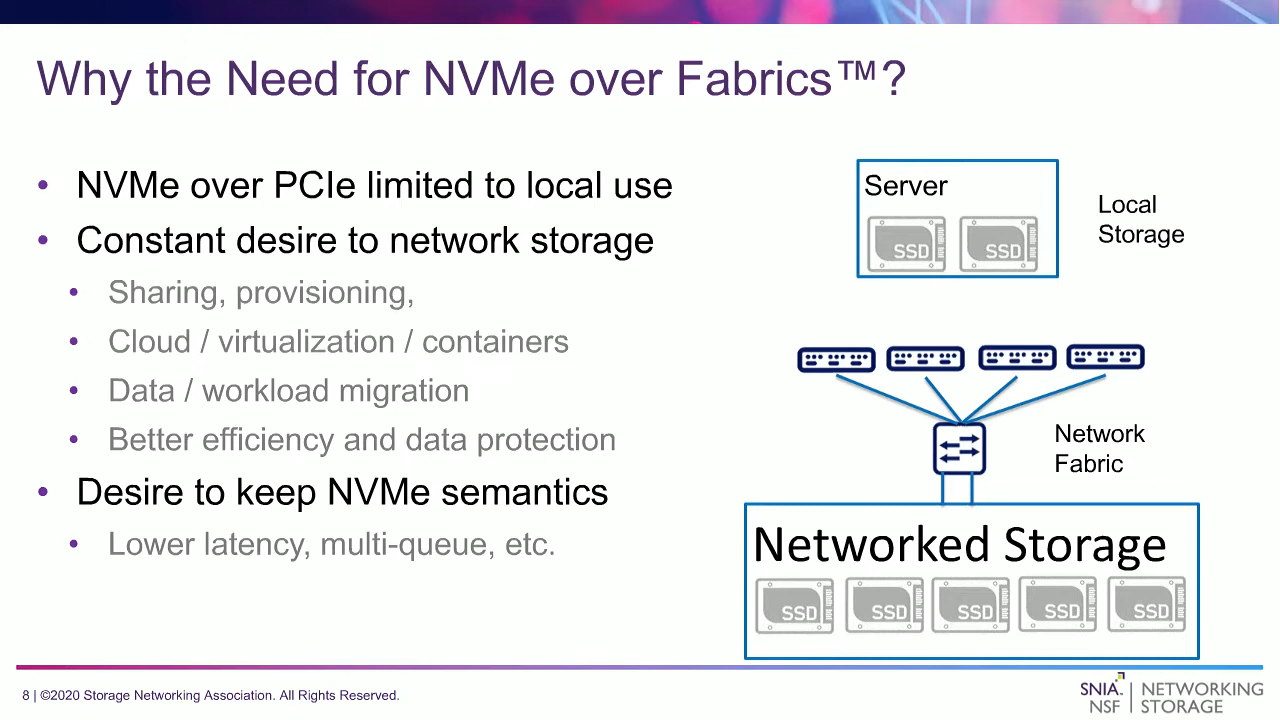 Why the Need for NVMe over Fabrics™?
• NVMe over PCIe limited to local use
• Constant desire to network storage
• Sharing, provisioning,
• Cloud / virtualization / containers
• Data / workload migration
• Better efficiency and data protection
• Desire to keep NVMe semantics
• Lower latency, multi-queue, etc.
Server
SSD SSD
Local
Storage
Network
Fabric
Networked Storage
SSD SSD SSD SSD SSD
8 | ©2020 Storage Networking Association. All Rights Reserved.
SNIA. | NETWORKING
NSF | STORAGE